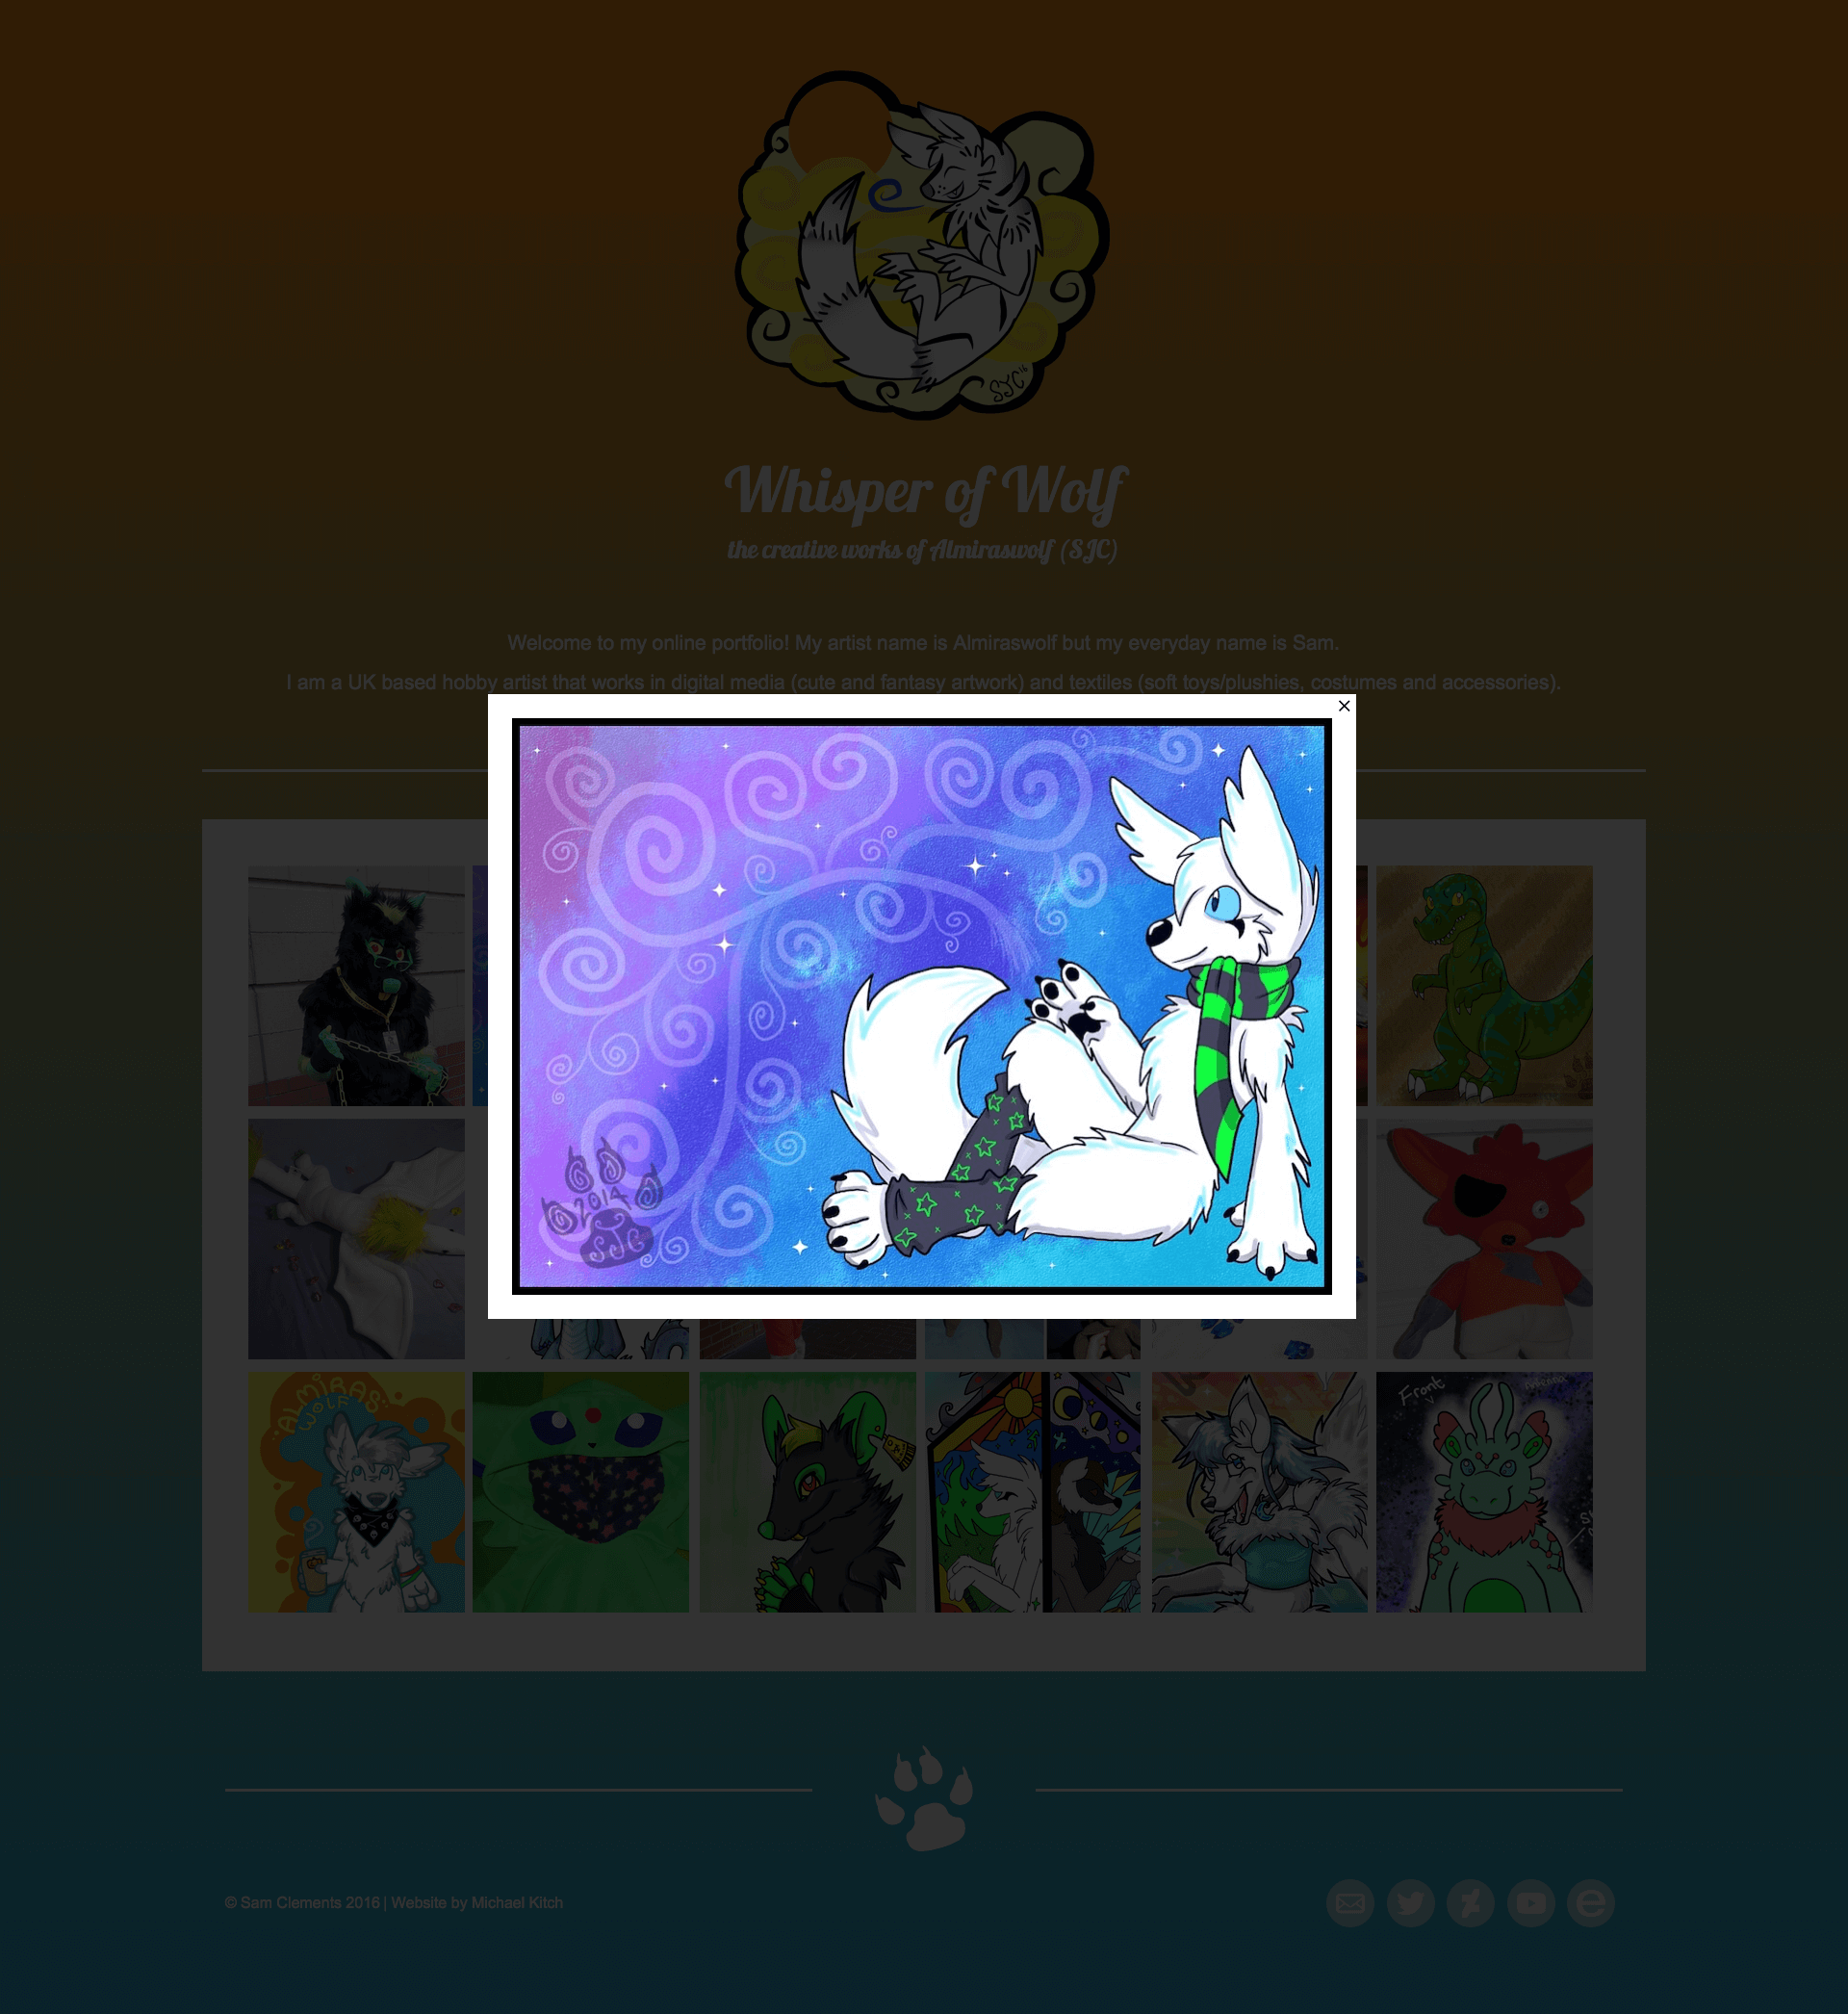 SJC'16
Whisper of Wolf
the creative works of Almiraswolf (SJC)
Welcome to my online portfolio! My artist name is Almiraswolf but my everyday name is Sam.
I am a UK based hobby artist that works in digital media (cute and fantasy artwork) and textiles (soft toys/plushies, costumes and accessories).
×
2014
SJC
ALMIRAS
WOLF
Front
© Sam Clements 2016 | Website by Michael Kitch